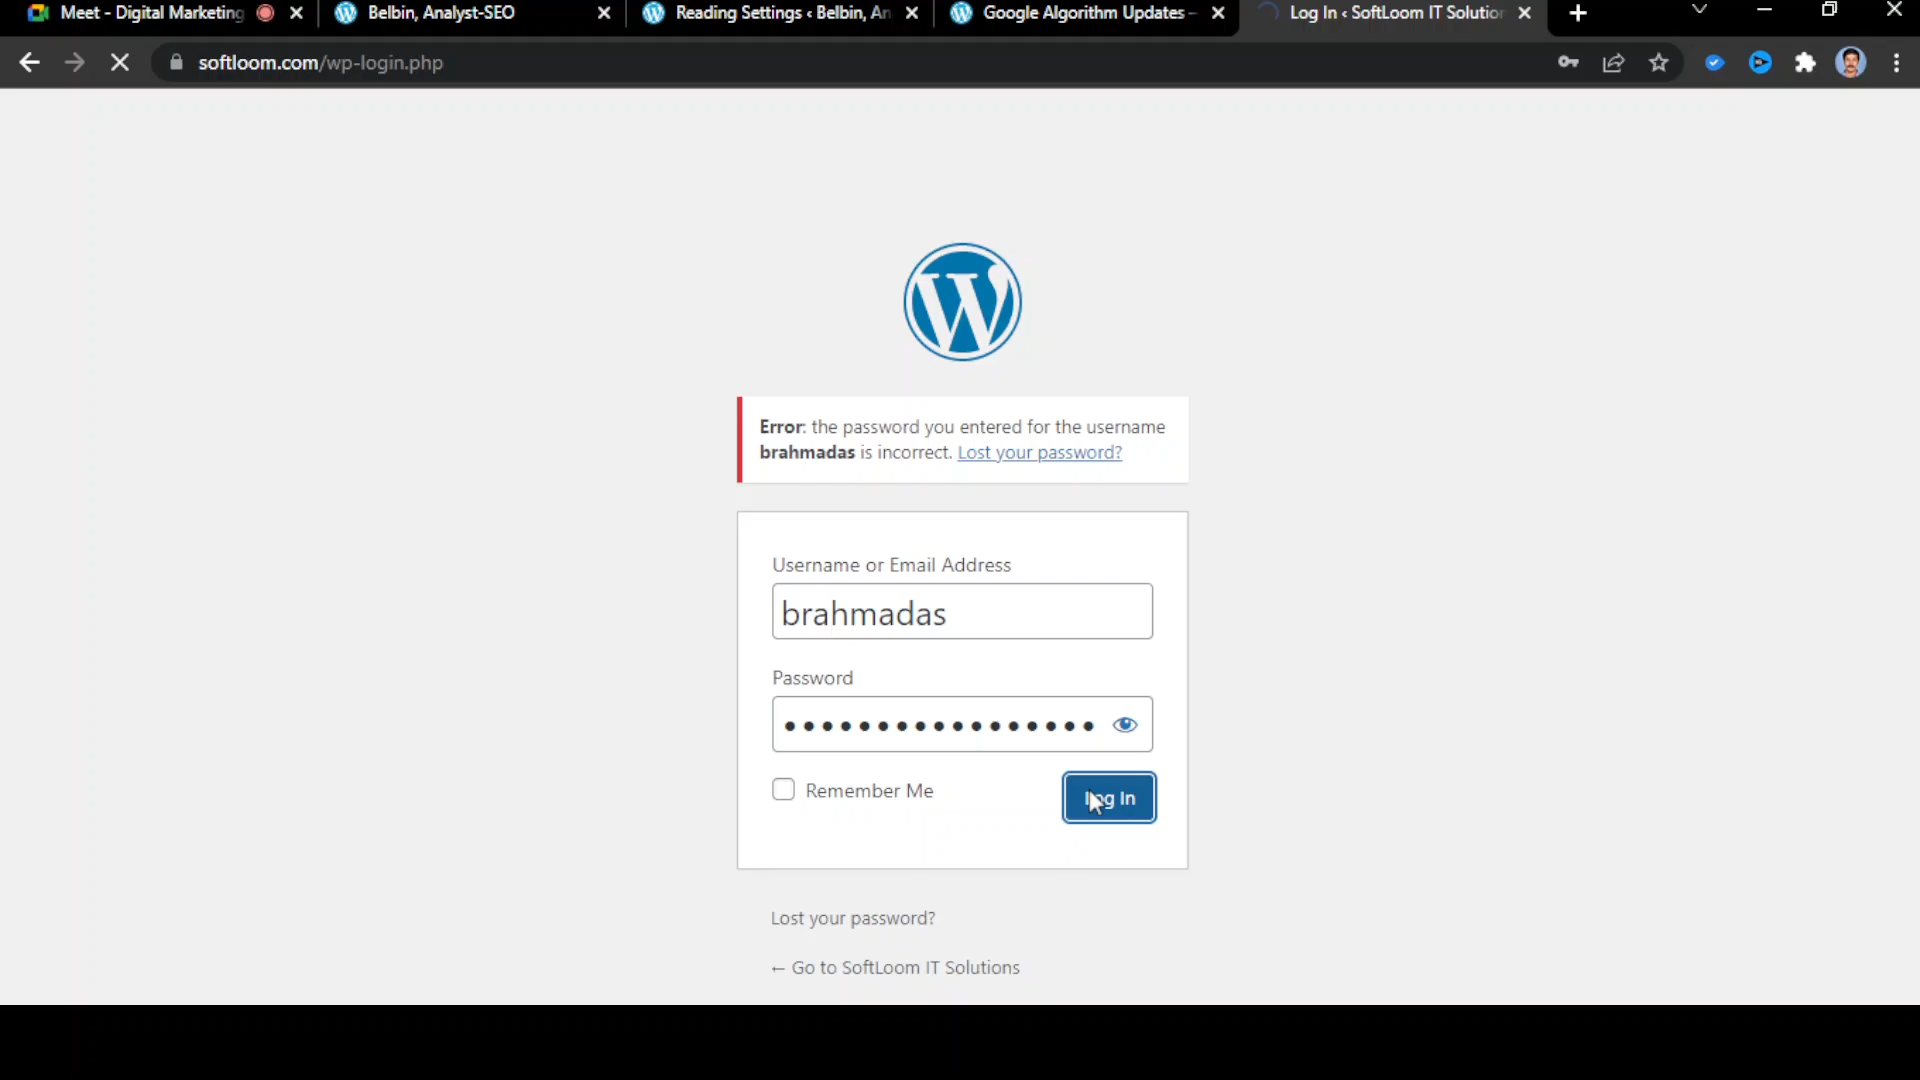 Meet - Digital Marketing
Belbin, Analyst-SEO
Reading Settings ‹ Belbin, An
Google Algorithm Updates –
Log In ‹ SoftLoom IT Solution
softloom.com/wp-login.php
Error: the password you entered for the username
brahmadas is incorrect. Lost your password?
Username or Email Address
brahmadas
Password
Remember Me
Log In
Lost your password?
← Go to SoftLoom IT Solutions